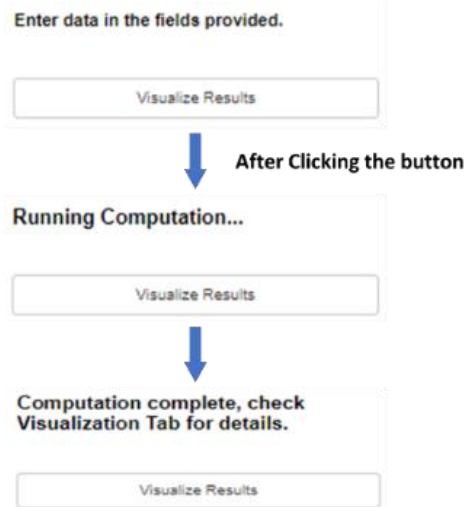 Enter data in the fields provided.
Visualize Results
After Clicking the button
Running Computation...
Visualize Results
Computation complete, check
Visualization Tab for details.
Visualize Results